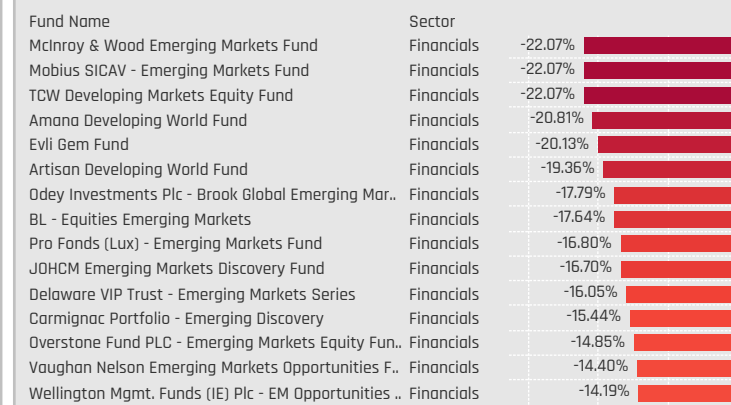 Fund Name Sector
McInroy & Wood Emerging Markets Fund Financials -22.07%
Mobius SICAV - Emerging Markets Fund Financials -22.07%
TCW Developing Markets Equity Fund Financials -22.07%
Amana Developing World Fund Financials -20.81%
Evli Gem Fund Financials -20.13%
Artisan Developing World Fund Financials -19.36%
Odey Investments Plc - Brook Global Emerging Mar.. Financials -17.79%
BL - Equities Emerging Markets Financials -17.64%
Pro Fonds (Lux) - Emerging Markets Fund Financials -16.80%
JOHCM Emerging Markets Discovery Fund Financials -16.70%
Delaware VIP Trust - Emerging Markets Series Financials -16.05%
Carmignac Portfolio - Emerging Discovery Financials -15.44%
Overstone Fund PLC - Emerging Markets Equity Fun.. Financials -14.85%
Vaughan Nelson Emerging Markets Opportunities F.. Financials -14.40%
Wellington Mgmt. Funds (IE) Plc - EM Opportunities .. Financials -14.19%